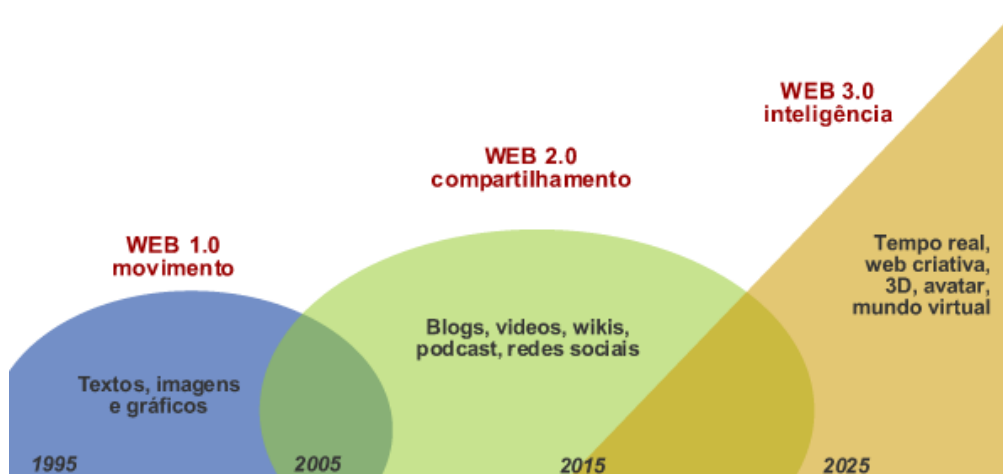 WEB 1.0
movimento
Textos, imagens
e gráficos
WEB 2.0
compartilhamento
Blogs, videos, wikis,
podcast, redes sociais
WEB 3.0
inteligência
Tempo real,
web criativa,
3D, avatar,
mundo virtual
1995
2005
2015
2025